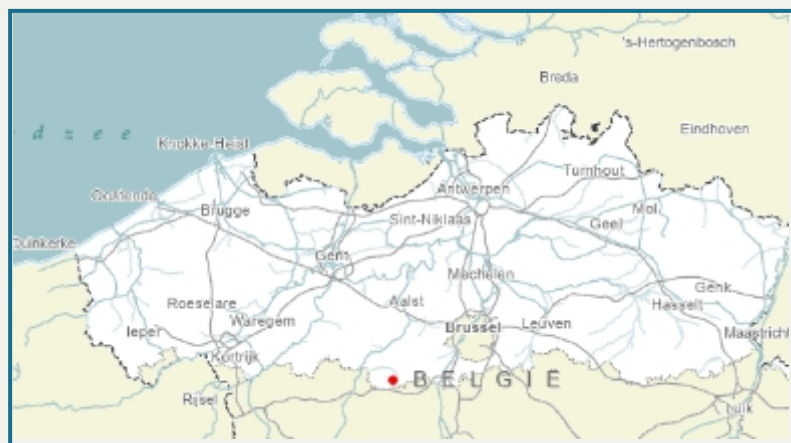 's-Hertogenbosch
Breda
d z e e
Eindhoven
Knokke-Heist
Turnhout
Oostende
Antwerpen
Brugge
Mol
Sint-Niklaas
Geel
Duinkerke
Gent
Mechelen
Genk
Roeselare
Aalst
Hasselt
Waregem
Ieper
Brussel
Leuven
Maastricht
Kortrijk
BELGIË
Rijsel
Luik